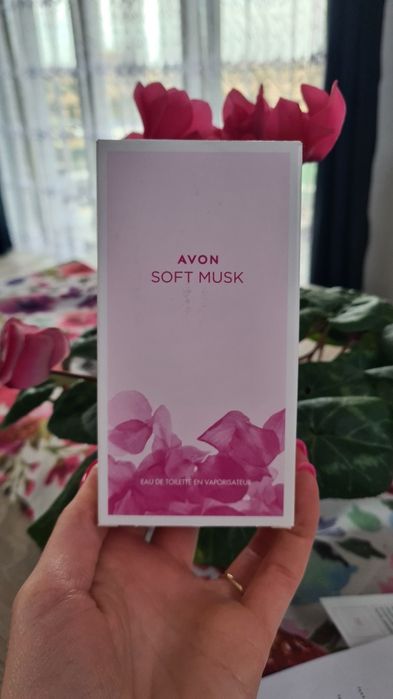 AVON
SOFT MUSK
EAU DE TOILETTE EN VAPORISATEUR